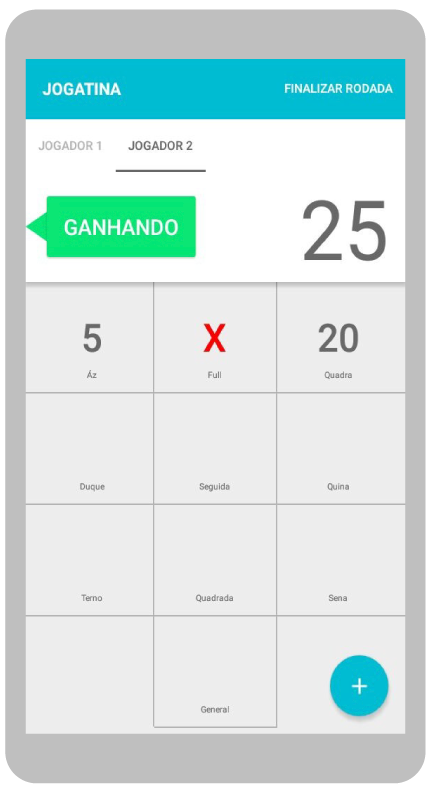 JOGATINA FINALIZAR RODADA
JOGADOR 1 JOGADOR 2
GANHANDO 25
5 X 20
Áz Full Quadra
Duque Seguida Quina
Terno Quadrada Sena
General
+